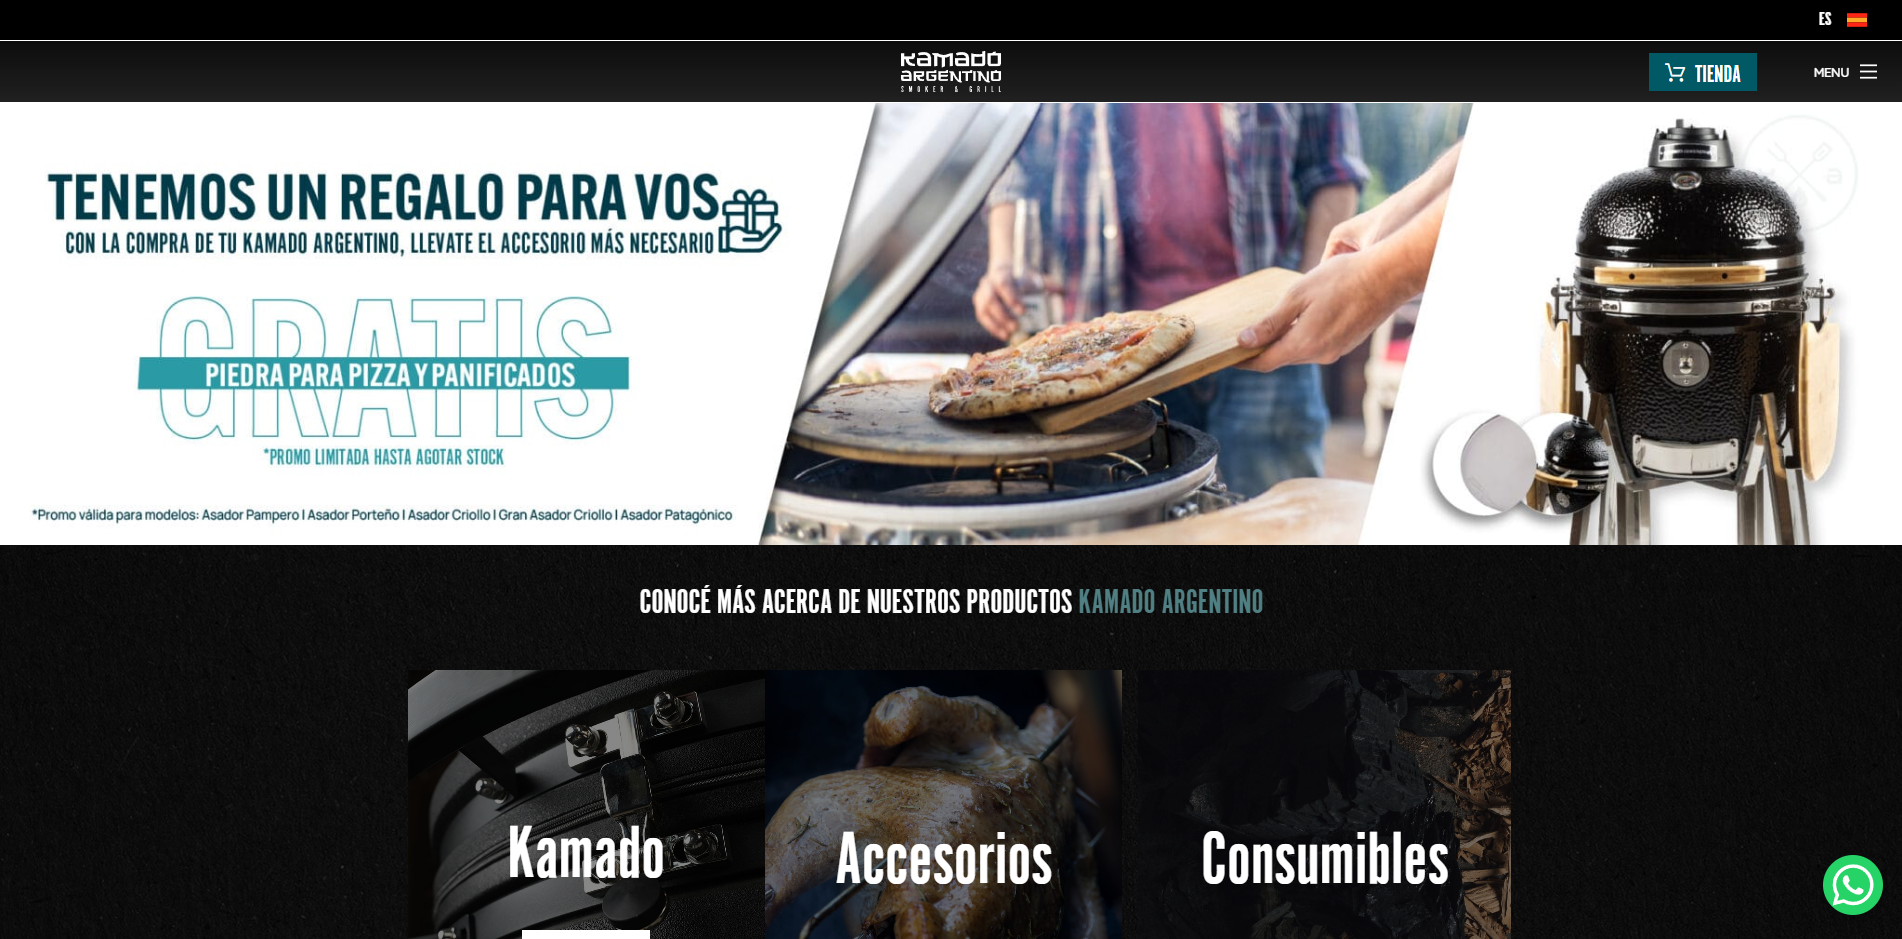 ES
KAMADO
ARGENTINO
SMOKER & GRILL
TIENDA
MENU
TENEMOS UN REGALO PARA VOS
CON LA COMPRA DE TU KAMADO ARGENTINO, LLEVATE EL ACCESORIO MÁS NECESARIO
GRATIS
PIEDRA PARA PIZZA Y PANIFICADOS
*PROMO LIMITADA HASTA AGOTAR STOCK
*Promo válida para modelos: Asador Pampero | Asador Porteño | Asador Criollo | Gran Asador Criollo | Asador Patagónico
CONOCÉ MÁS ACERCA DE NUESTROS PRODUCTOS KAMADO ARGENTINO
Kamado
Accesorios
Consumibles